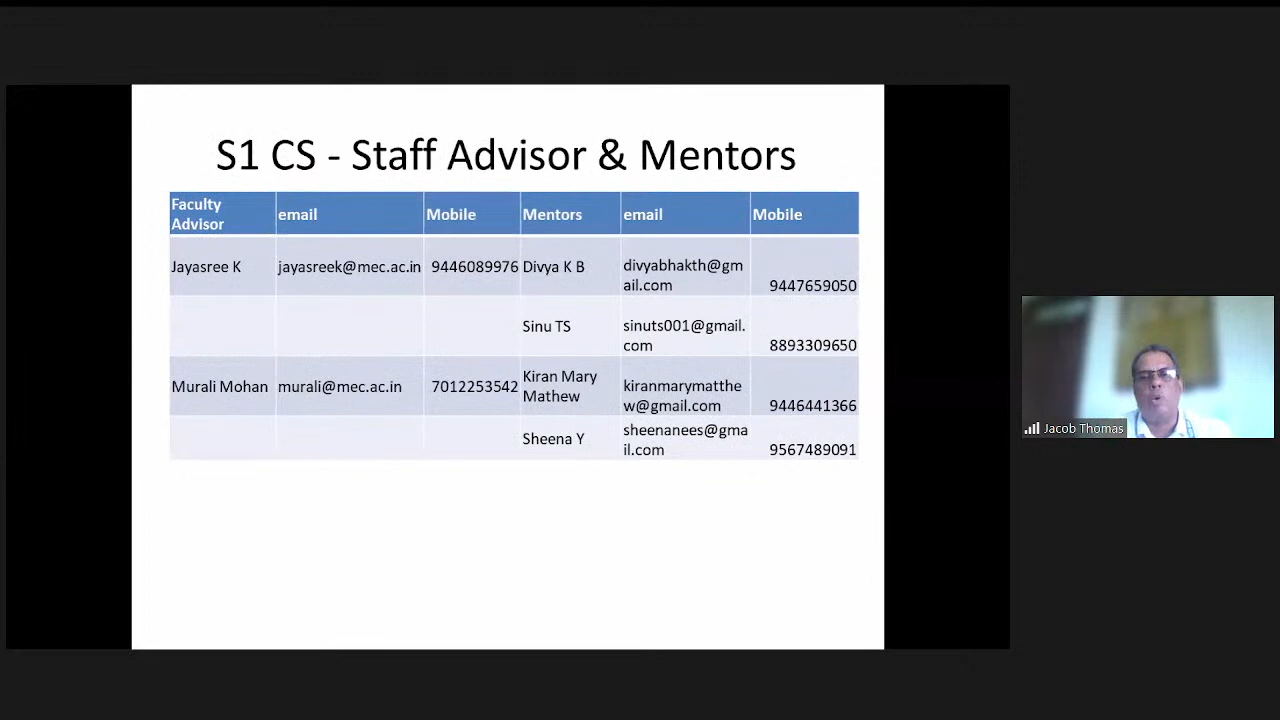 S1 CS - Staff Advisor & Mentors
Faculty
Advisor
email
Mobile
Mentors
email
Mobile
Jayasree K
jayasreek@mec.ac.in
9446089976
Divya K B
divyabhakth@gm
ail.com
9447659050
Sinu TS
sinuts001@gmail.
com
8893309650
Murali Mohan
murali@mec.ac.in
7012253542
Kiran Mary
Mathew
kiranmarymatthe
w@gmail.com
9446441366
Sheena Y
sheenanees@gma
il.com
9567489091
Jacob Thomas